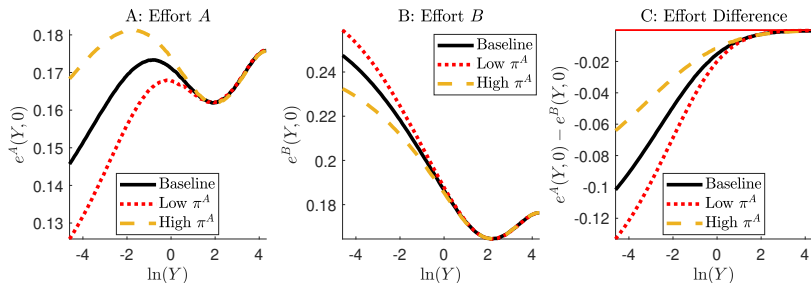 A: Effort A
0.18
0.17
0.16
0.15
0.14
0.13
e^A(Y, 0)
Baseline
Low π^A
High π^A
-4 -2 0 2 4
ln(Y)
B: Effort B
0.24
0.22
0.2
0.18
e^B(Y, 0)
Baseline
Low π^A
High π^A
-4 -2 0 2 4
ln(Y)
C: Effort Difference
-0.02
-0.04
-0.06
-0.08
-0.1
-0.12
e^A(Y, 0) − e^B(Y, 0)
Baseline
Low π^A
High π^A
-4 -2 0 2 4
ln(Y)